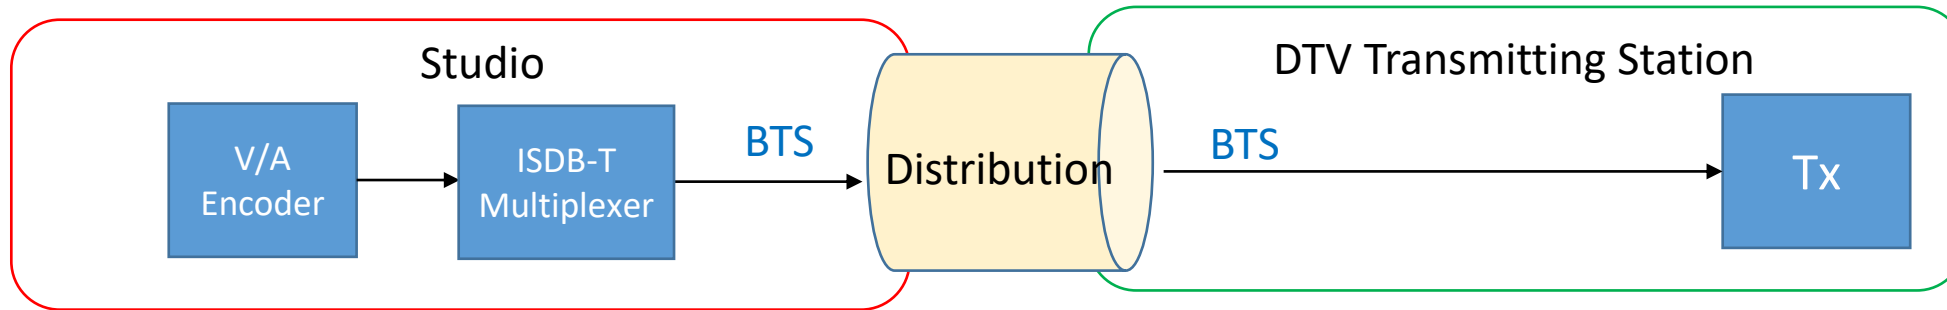 Studio
V/A
Encoder
ISDB-T
Multiplexer
BTS
Distribution
DTV Transmitting Station
BTS
Tx